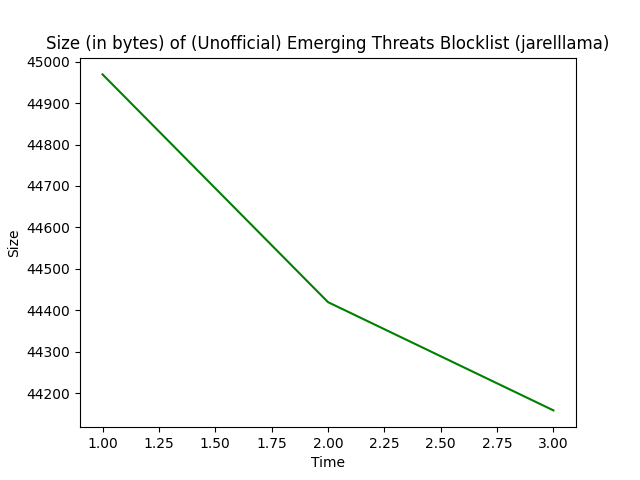 Size (in bytes) of (Unofficial) Emerging Threats Blocklist (jarelllama)
45000
44900
44800
44700
44600
44500
44400
44300
44200
Size
1.00 1.25 1.50 1.75 2.00 2.25 2.50 2.75 3.00
Time